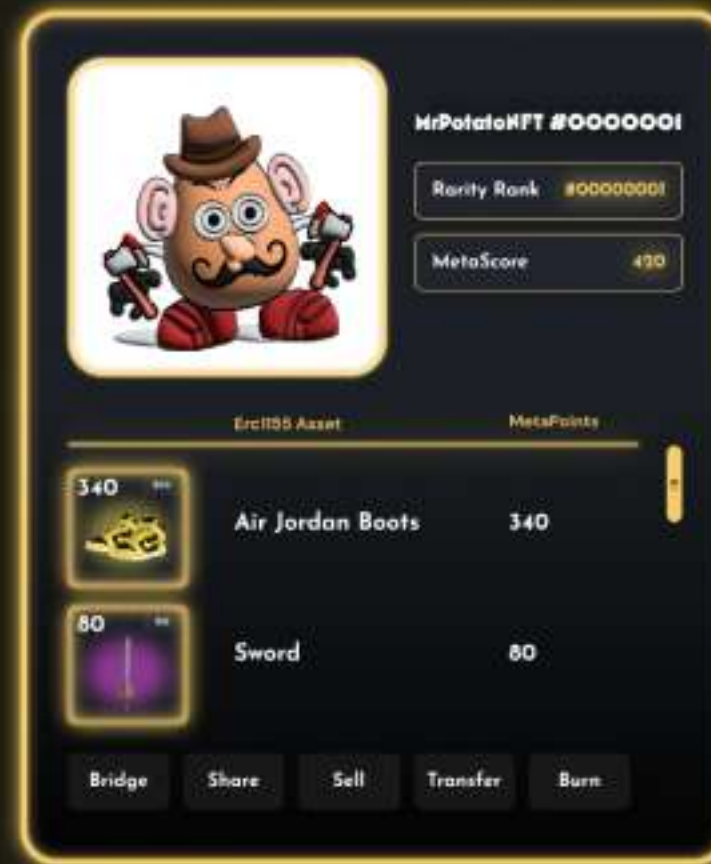 MrPotatoNFT #0000001
Rarity Rank #00000001
MetaScore 420
Erc1155 Asset MetaPoints
340
Air Jordan Boots 340
80
Sword 80
Bridge Share Sell Transfer Burn